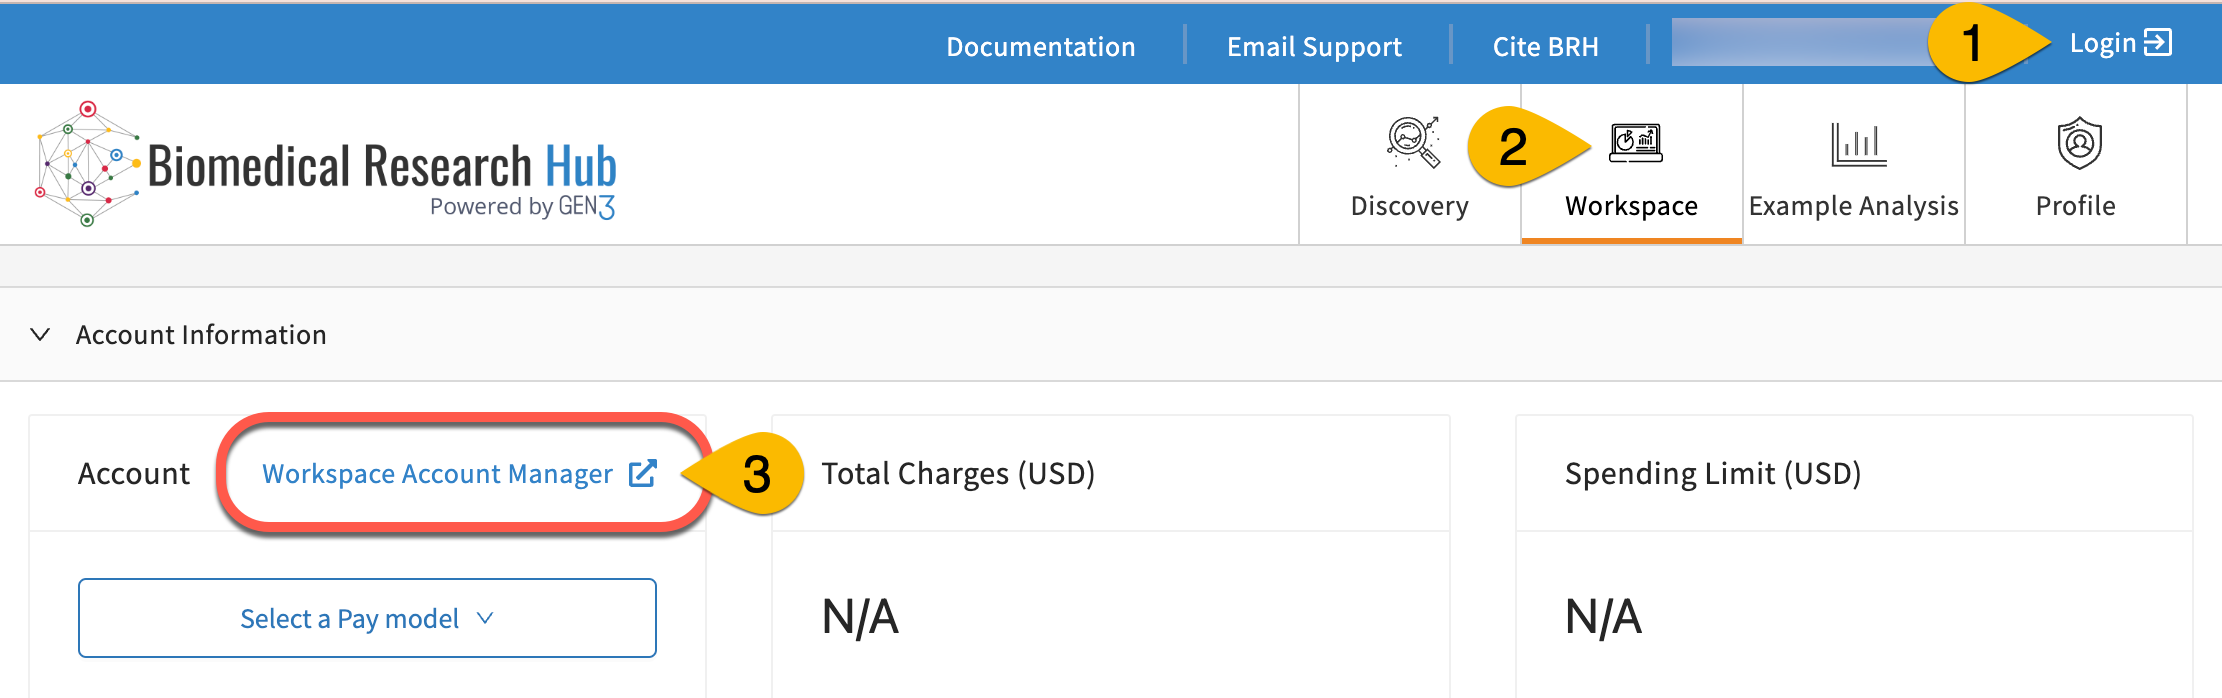 Documentation
Email Support
Cite BRH
1
Login
Biomedical Research Hub
Powered by GEN3
Discovery
2
Workspace
Example Analysis
Profile
Account Information
Account
Workspace Account Manager
3
Total Charges (USD)
Spending Limit (USD)
Select a Pay model
N/A
N/A